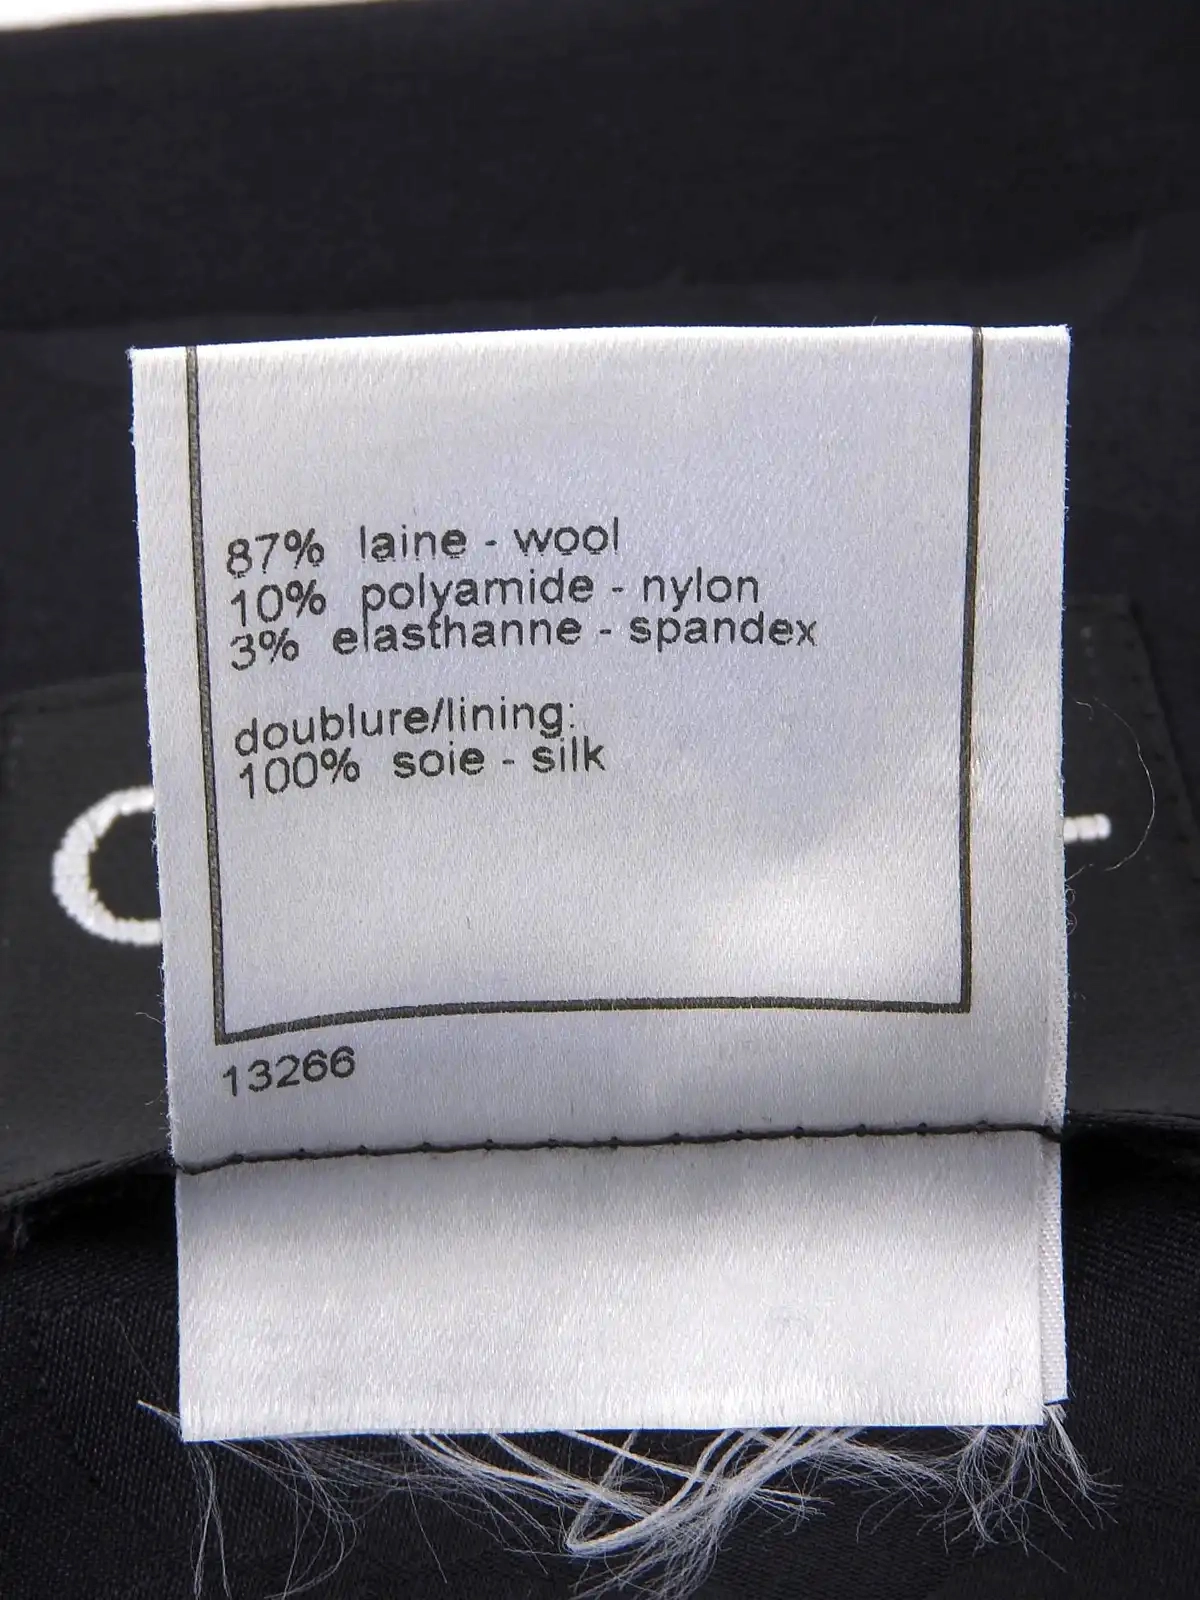 87% laine - wool
10% polyamide - nylon
3% elasthanne - spandex
doublure/lining:
100% soie - silk
13266